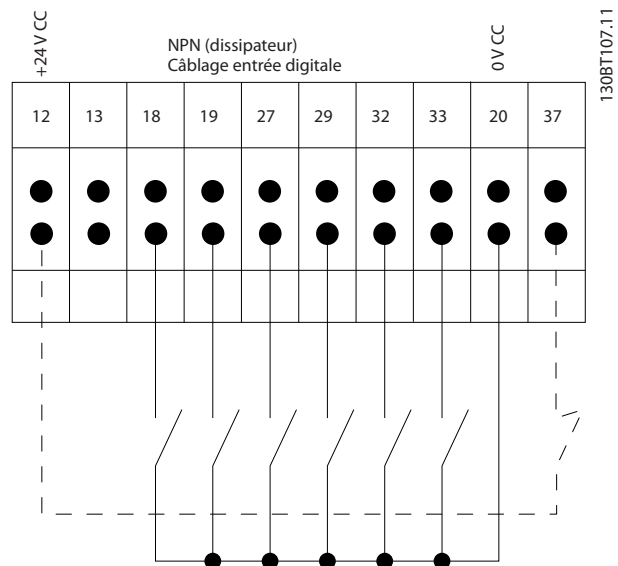 +24 V CC
NPN (dissipateur)
Câblage entrée digitale
0 V CC
130BT107.11
12 13 18 19 27 29 32 33 20 37